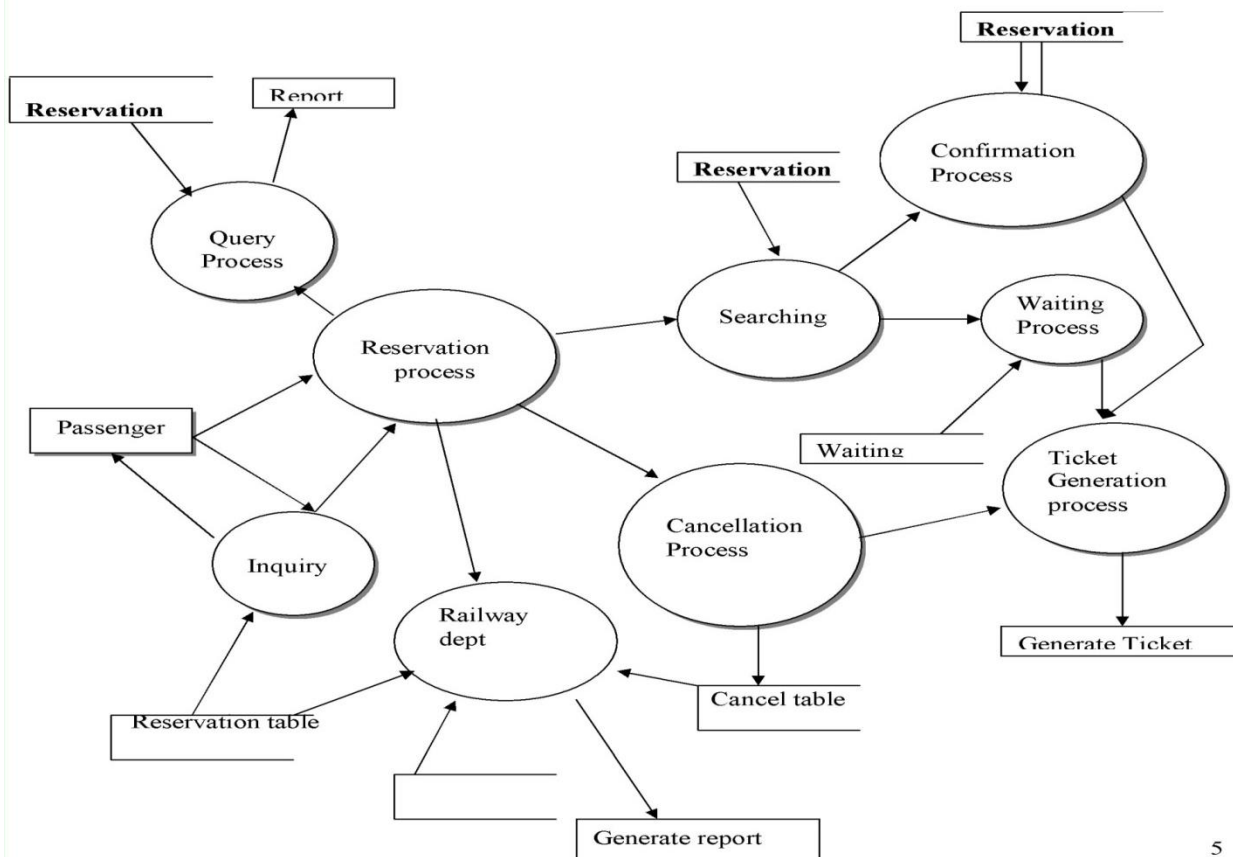 Reservation
Report
Reservation
Reservation
Confirmation
Process
Query
Process
Searching
Waiting
Process
Reservation
process
Passenger
Waiting
Ticket
Generation
process
Cancellation
Process
Inquiry
Railway
dept
Generate Ticket
Reservation table
Cancel table
Generate report
5